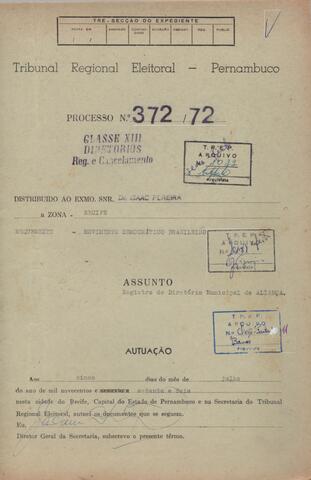 TRE-SECÇÃO DO EXPEDIENTE
Tribunal Regional Eleitoral — Pernambuco
PROCESSO N.º 372/72
CLASSE XIII
DIRETÓRIOS
Reg. e Cancelamento
T.R.E.P.
ARQUIVO
Arquivista
DISTRIBUIDO AO EXMO. SNR. Dr. ISAAC PEREIRA
a ZONA - RECIFE
REQUERENTE - MOVIMENTO DEMOCRÁTICO BRASILEIRO
T.R.E.P.
ARQUIVO
ASSUNTO
Registro de Diretório Municipal de ALIANÇA.
T.R.E.P.
ARQUIVO
AUTUAÇÃO
Aos cinco dias do mês de julho
do ano de mil novecentos e setenta e Dois
nesta cidade do Recife, Capital do Estado de Pernambuco e na Secretaria do Tribunal
Regional Eleitoral, autuei os documentos que se seguem.
Eu,
Diretor Geral da Secretaria, subscrevo o presente têrmo.